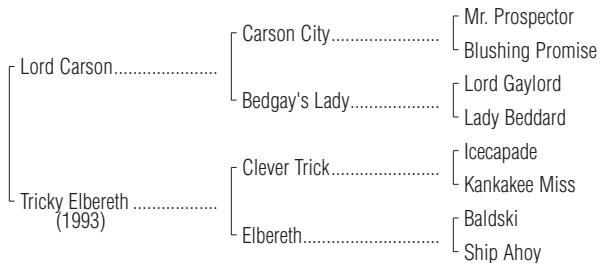 Mr. Prospector
Carson City.....................
Blushing Promise
Lord Carson....................
Lord Gaylord
Bedgay's Lady.................
Lady Beddard
Icecapade
Clever Trick.....................
Kankakee Miss
Tricky Elbereth ................
(1993)
Baldski
Elbereth..........................
Ship Ahoy